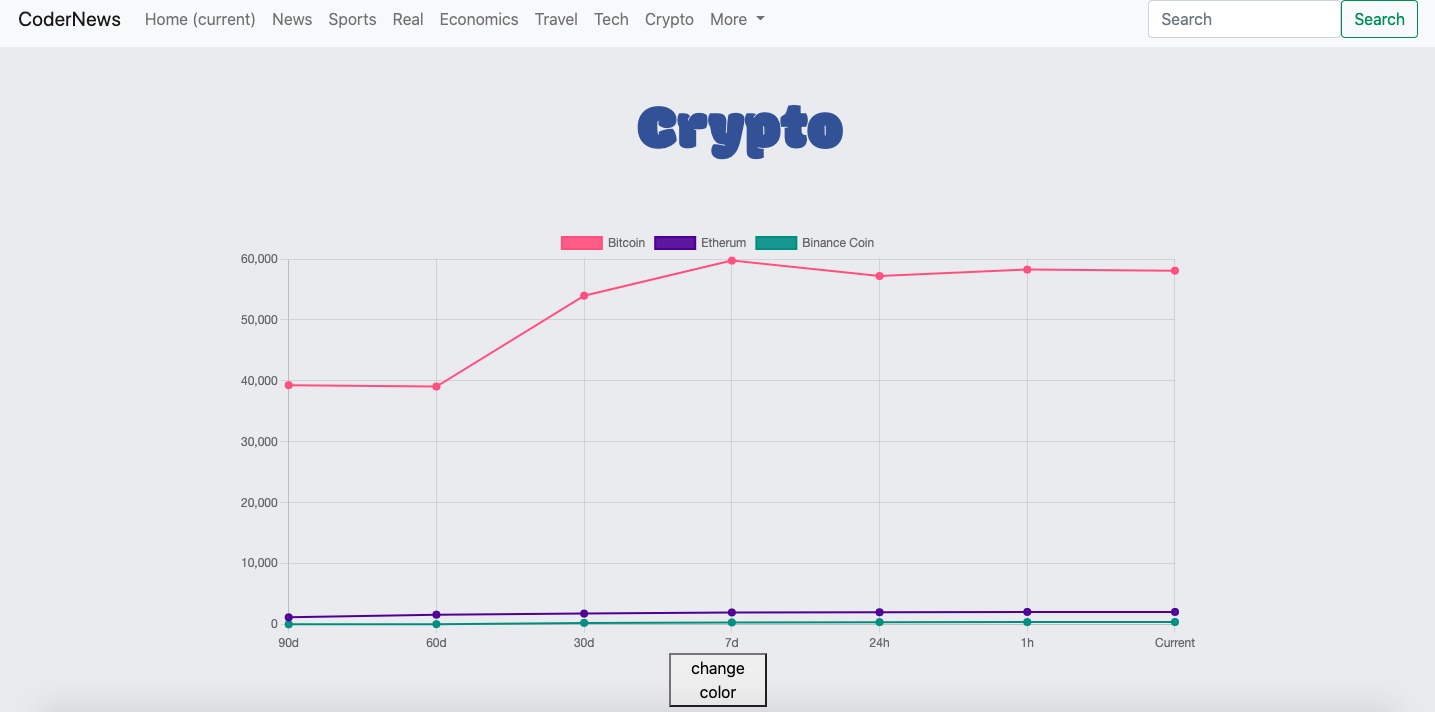 CoderNews Home (current) News Sports Real Economics Travel Tech Crypto More Search Search
Crypto
Bitcoin Etherum Binance Coin
60,000
50,000
40,000
30,000
20,000
10,000
0
90d 60d 30d 7d 24h 1h Current
change
color